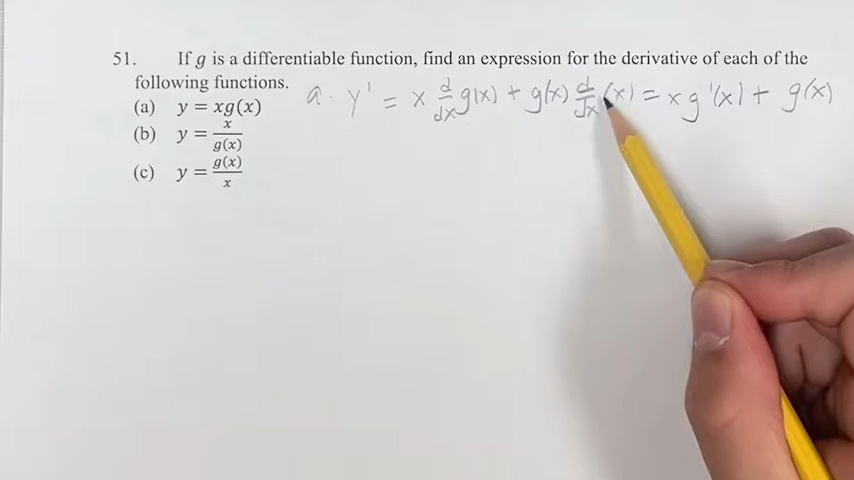 51. If g is a differentiable function, find an expression for the derivative of each of the
following functions.
a. y' = x d/dx g(x) + g(x) d/dx (x) = x g'(x) + g(x)
(a) y = xg(x)
(b) y = x/g(x)
(c) y = g(x)/x